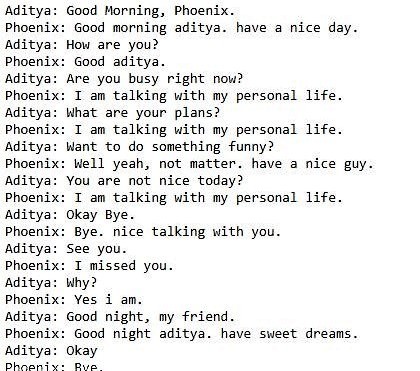 Aditya: Good Morning, Phoenix.
Phoenix: Good morning aditya. have a nice day.
Aditya: How are you?
Phoenix: Good aditya.
Aditya: Are you busy right now?
Phoenix: I am talking with my personal life.
Aditya: What are your plans?
Phoenix: I am talking with my personal life.
Aditya: Want to do something funny?
Phoenix: Well yeah, not matter. have a nice guy.
Aditya: You are not nice today?
Phoenix: I am talking with my personal life.
Aditya: Okay Bye.
Phoenix: Bye. nice talking with you.
Aditya: See you.
Phoenix: I missed you.
Aditya: Why?
Phoenix: Yes i am.
Aditya: Good night, my friend.
Phoenix: Good night aditya. have sweet dreams.
Aditya: Okay
Phoenix: Bye.